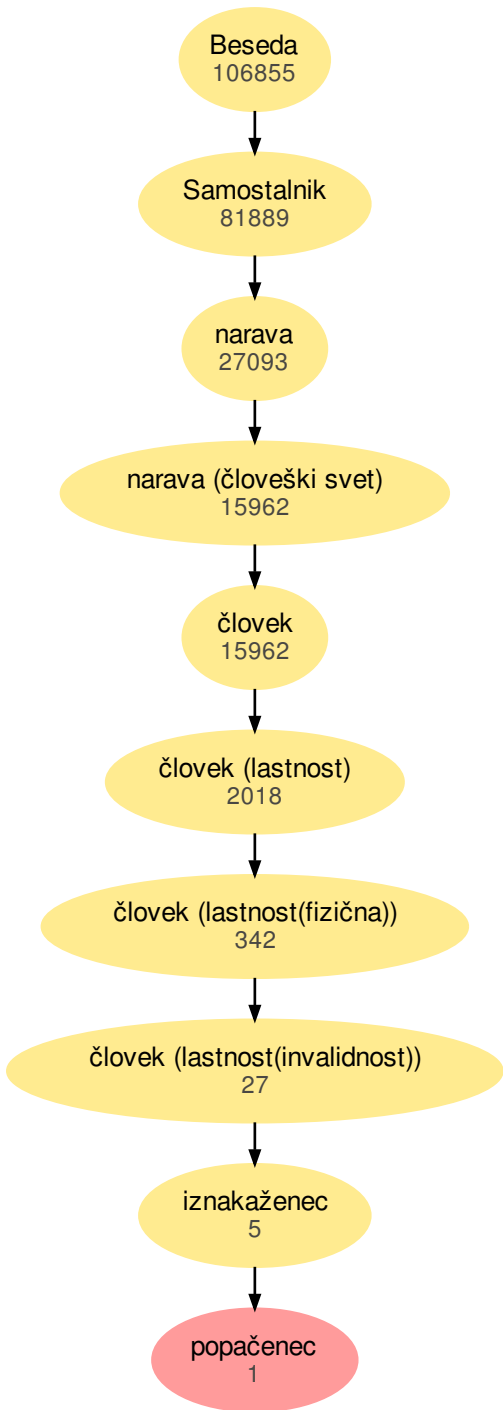 Beseda
106855
Samostalnik
81889
narava
27093
narava (človeški svet)
15962
človek
15962
človek (lastnost)
2018
človek (lastnost(fizična))
342
človek (lastnost(invalidnost))
27
iznakaženec
5
popačenec
1